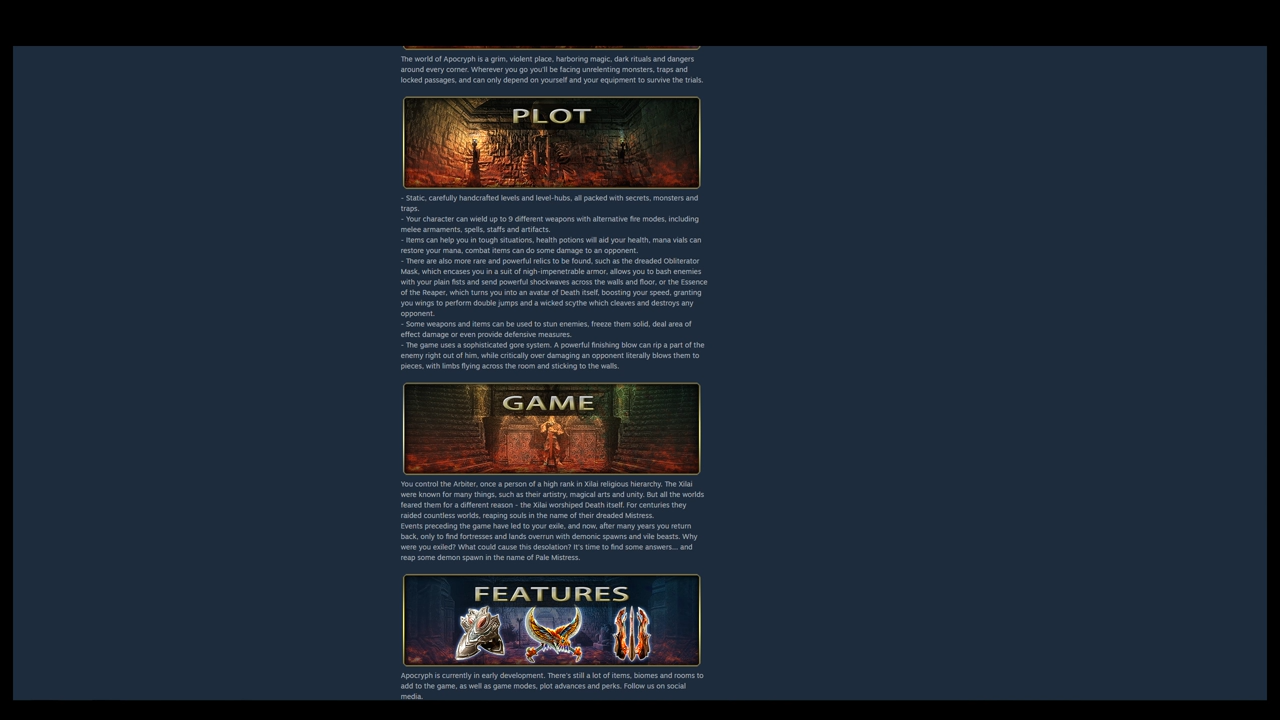 The world of Apocryph is a grim, violent place, harboring magic, dark rituals and dangers
around every corner. Wherever you go you'll be facing unrelenting monsters, traps and
locked passages, and can only depend on yourself and your equipment to survive the trials.
PLOT
- Static, carefully handcrafted levels and level-hubs, all packed with secrets, monsters and
traps.
- Your character can wield up to 9 different weapons with alternative fire modes, including
melee armaments, spells, staffs and artifacts.
- Items can help you in tough situations, health potions will aid your health, mana vials can
restore your mana, combat items can do some damage to an opponent.
- There are also more rare and powerful relics to be found, such as the dreaded Obliterator
Mask, which encases you in a suit of nigh-impenetrable armor, allows you to bash enemies
with your plain fists and send powerful shockwaves across the walls and floor, or the Essence
of the Reaper, which turns you into an avatar of Death itself, boosting your speed, granting
you wings to perform double jumps and a wicked scythe which cleaves and destroys any
opponent.
- Some weapons and items can be used to stun enemies, freeze them solid, deal area of
effect damage or even provide defensive measures.
- The game uses a sophisticated gore system. A powerful finishing blow can rip a part of the
enemy right out of him, while critically over damaging an opponent literally blows them to
pieces, with limbs flying across the room and sticking to the walls.
GAME
You control the Arbiter, once a person of a high rank in Xilai religious hierarchy. The Xilai
were known for many things, such as their artistry, magical arts and unity. But all the worlds
feared them for a different reason - the Xilai worshiped Death itself. For centuries they
raided countless worlds, reaping souls in the name of their dreaded Mistress.
Events preceding the game have led to your exile, and now, after many years you return
back, only to find fortresses and lands overrun with demonic spawns and vile beasts. Why
were you exiled? What could cause this desolation? It's time to find some answers... and
reap some demon spawn in the name of Pale Mistress.
FEATURES
Apocryph is currently in early development. There's still a lot of items, biomes and rooms to
add to the game, as well as game modes, plot advances and perks. Follow us on social
media.